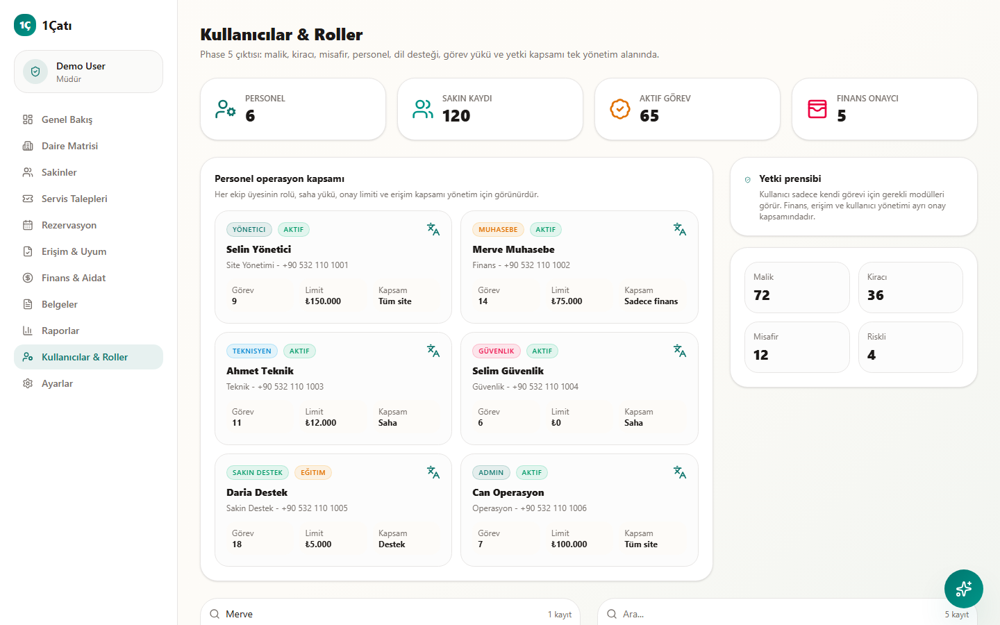 1Ç 1Çatı
Demo User
Müdür
Genel Bakış
Daire Matrisi
Sakinler
Servis Talepleri
Rezervasyon
Erişim & Uyum
Finans & Aidat
Belgeler
Raporlar
Kullanıcılar & Roller
Ayarlar
Kullanıcılar & Roller
Phase 5 çıktısı: malik, kiracı, misafir, personel, dil desteği, görev yükü ve yetki kapsamı tek yönetim alanında.
PERSONEL
6
SAKIN KAYDI
120
AKTIF GÖREV
65
FINANS ONAYCI
5
Personel operasyon kapsamı
Her ekip üyesinin rolü, saha yükü, onay limiti ve erişim kapsamı yönetim için görünürdür.
YÖNETICI AKTIF
Selin Yönetici
Site Yönetimi - +90 532 110 1001
Görev Limit Kapsam
9 ₺150.000 Tüm site
MUHASEBE AKTIF
Merve Muhasebe
Finans - +90 532 110 1002
Görev Limit Kapsam
14 ₺75.000 Sadece finans
TEKNISYEN AKTIF
Ahmet Teknik
Teknik - +90 532 110 1003
Görev Limit Kapsam
11 ₺12.000 Saha
GÜVENLIK AKTIF
Selim Güvenlik
Güvenlik - +90 532 110 1004
Görev Limit Kapsam
6 ₺0 Saha
SAKIN DESTEK EĞITIM
Daria Destek
Sakin Destek - +90 532 110 1005
Görev Limit Kapsam
18 ₺5.000 Destek
ADMIN AKTIF
Can Operasyon
Operasyon - +90 532 110 1006
Görev Limit Kapsam
7 ₺100.000 Tüm site
Yetki prensibi
Kullanıcı sadece kendi görevi için gerekli modülleri
görür. Finans, erişim ve kullanıcı yönetimi ayrı onay
kapsamındadır.
Malik
72
Kiracı
36
Misafir
12
Riskli
4
Merve 1 kayıt
Ara... 5 kayıt